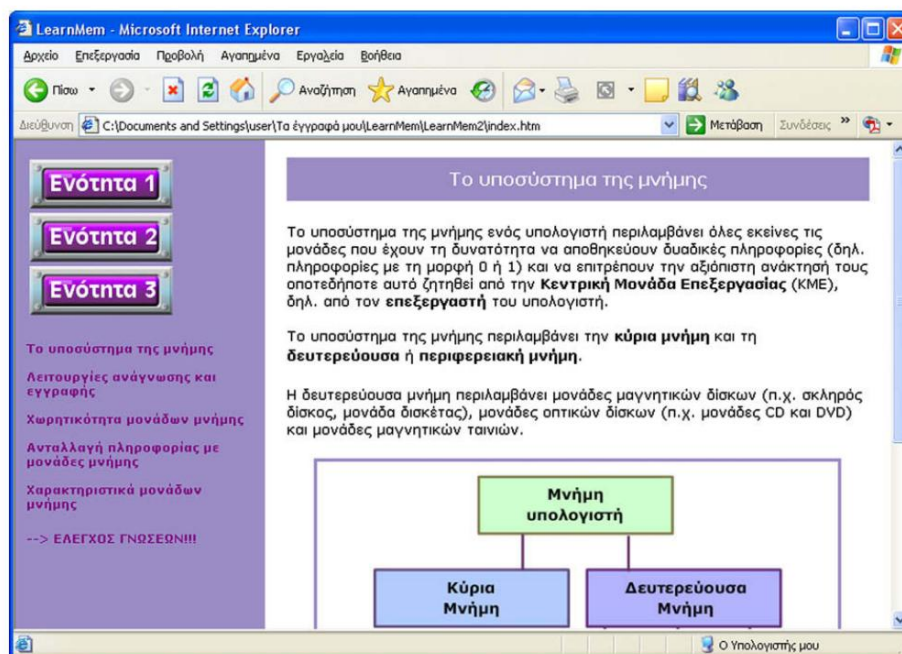 LearnMem - Microsoft Internet Explorer
Αρχείο Επεξεργασία Προβολή Αγαπημένα Εργαλεία Βοήθεια
Πίσω Αναζήτηση Αγαπημένα
Διεύθυνση C:\Documents and Settings\user\Τα έγγραφά μου\LearnMem\LearnMem2\index.htm Μετάβαση Συνδέσεις »
Ενότητα 1
Ενότητα 2
Ενότητα 3
Το υποσύστημα της μνήμης
Λειτουργίες ανάγνωσης και
εγγραφής
Χωρητικότητα μονάδων μνήμης
Ανταλλαγή πληροφορίας με
μονάδες μνήμης
Χαρακτηριστικά μονάδων
μνήμης
--> ΕΛΕΓΧΟΣ ΓΝΩΣΕΩΝ!!!
Το υποσύστημα της μνήμης
Το υποσύστημα της μνήμης ενός υπολογιστή περιλαμβάνει όλες εκείνες τις
μονάδες που έχουν τη δυνατότητα να αποθηκεύουν δυαδικές πληροφορίες (δηλ.
πληροφορίες με τη μορφή 0 ή 1) και να επιτρέπουν την αξιόπιστη ανάκτησή τους
οποτεδήποτε αυτό ζητηθεί από την Κεντρική Μονάδα Επεξεργασίας (ΚΜΕ),
δηλ. από τον επεξεργαστή του υπολογιστή.
Το υποσύστημα της μνήμης περιλαμβάνει την κύρια μνήμη και τη
δευτερεύουσα ή περιφερειακή μνήμη.
Η δευτερεύουσα μνήμη περιλαμβάνει μονάδες μαγνητικών δίσκων (π.χ. σκληρός
δίσκος, μονάδα δισκέτας), μονάδες οπτικών δίσκων (π.χ. μονάδες CD και DVD)
και μονάδες μαγνητικών ταινιών.
Μνήμη
υπολογιστή
Κύρια
Μνήμη
Δευτερεύουσα
Μνήμη
Ο Υπολογιστής μου